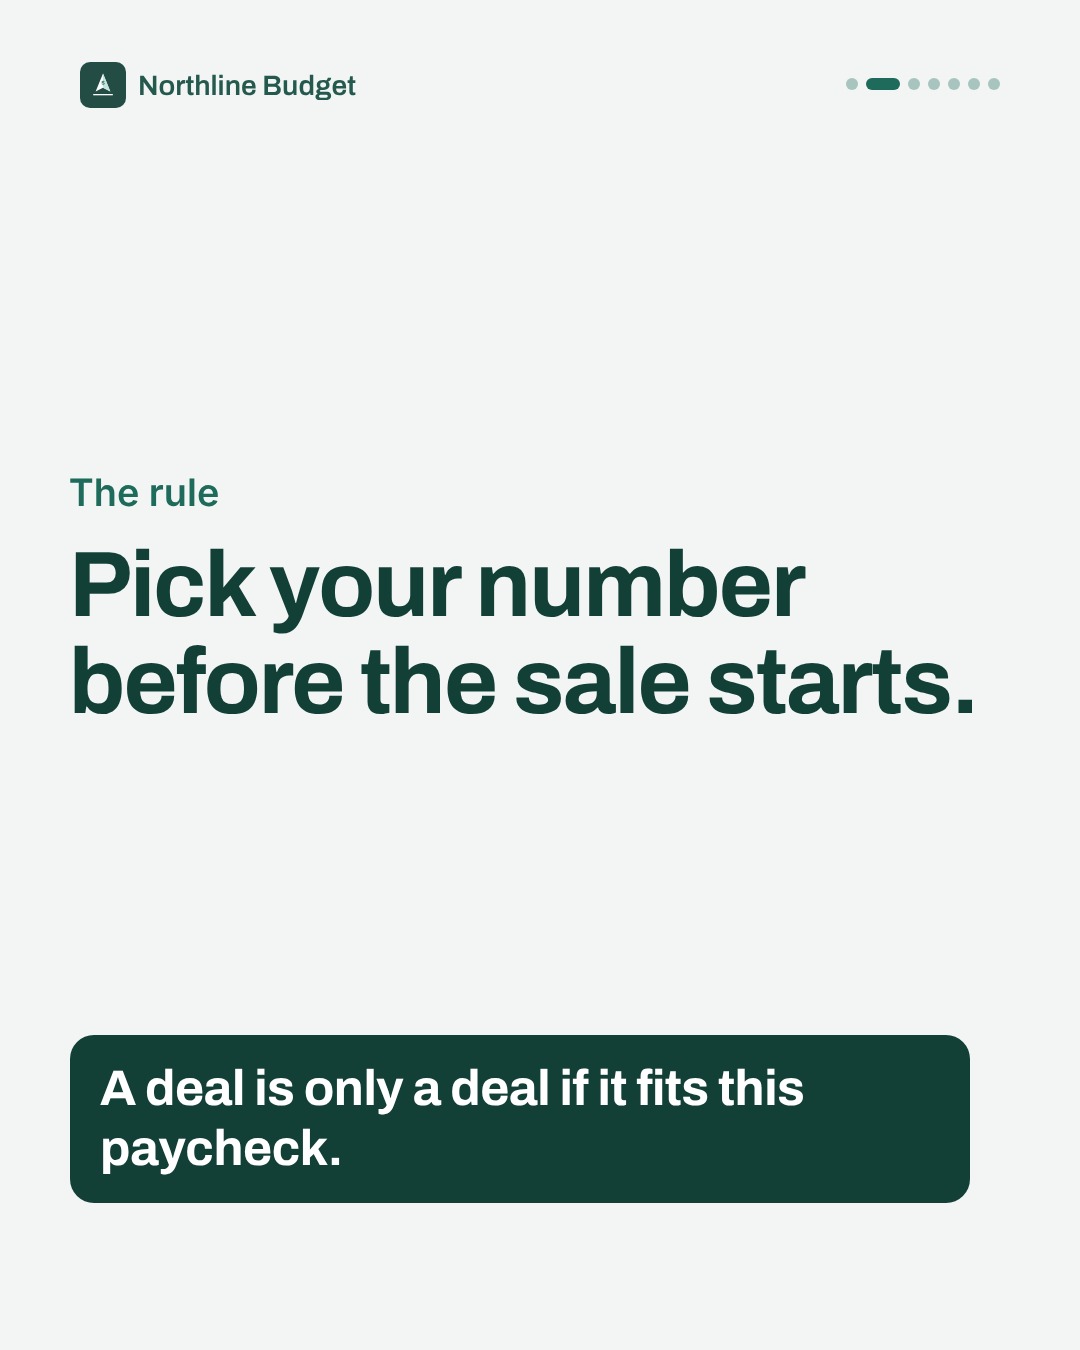 Northline Budget
The rule
Pick your number
before the sale starts.
A deal is only a deal if it fits this
paycheck.